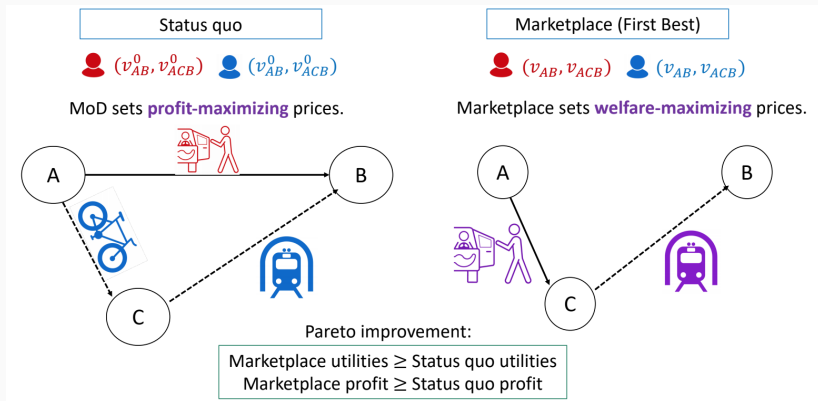 Status quo
(v⁰_AB, v⁰_ACB) (v⁰_AB, v⁰_ACB)
MoD sets profit-maximizing prices.
A
B
C
Marketplace (First Best)
(v_AB, v_ACB) (v_AB, v_ACB)
Marketplace sets welfare-maximizing prices.
A
B
C
Pareto improvement:
Marketplace utilities ≥ Status quo utilities
Marketplace profit ≥ Status quo profit